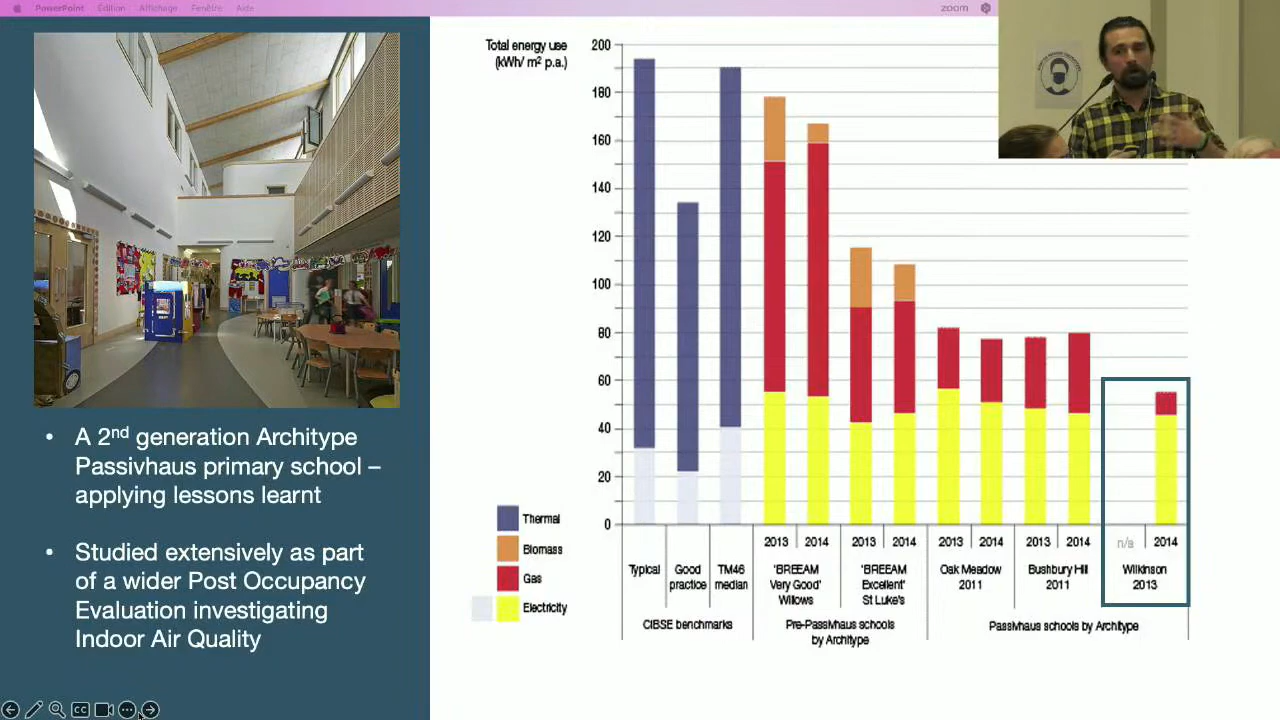 PowerPoint Édition Affichage Fenêtre Aide
zoom
A 2nd generation Architype
Passivhaus primary school –
applying lessons learnt
Studied extensively as part
of a wider Post Occupancy
Evaluation investigating
Indoor Air Quality
CC
Total energy use
(kWh/ m² p.a.)
200
180
160
140
120
100
80
60
40
20
0
Thermal
Biomass
Gas
Electricity
2013 2014 2013 2014 2013 2014 2013 2014 n/a 2014
Typical
Good
practice
TM46
median
'BREEAM
Very Good'
Willows
'BREEAM
Excellent'
St Luke's
Oak Meadow
2011
Bushbury Hill
2011
Wilkinson
2013
CIBSE benchmarks
Pre-Passivhaus schools
by Architype
Passivhaus schools by Architype